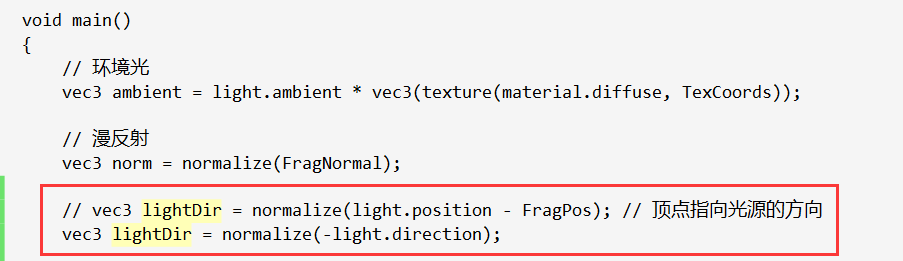 void main()
{
    // 环境光
    vec3 ambient = light.ambient * vec3(texture(material.diffuse, TexCoords));
    // 漫反射
    vec3 norm = normalize(FragNormal);
    // vec3 lightDir = normalize(light.position - FragPos); // 顶点指向光源的方向
    vec3 lightDir = normalize(-light.direction);